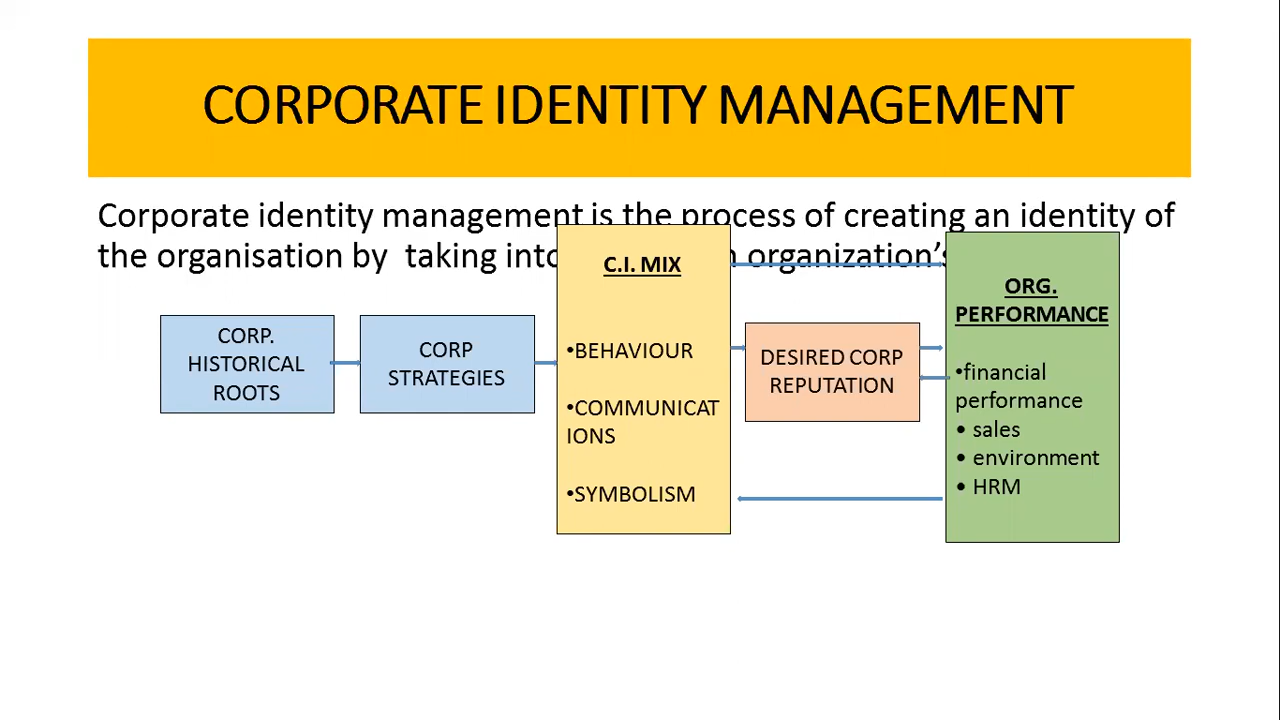 CORPORATE IDENTITY MANAGEMENT
Corporate identity management is the process of creating an identity of
the organisation by taking into organization's
CORP.
HISTORICAL
ROOTS
CORP
STRATEGIES
C.I. MIX
•BEHAVIOUR
•COMMUNICAT
IONS
•SYMBOLISM
DESIRED CORP
REPUTATION
ORG.
PERFORMANCE
•financial
performance
• sales
• environment
• HRM